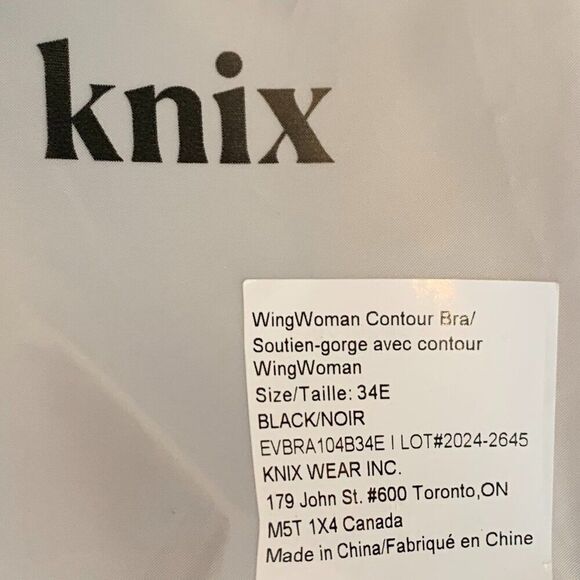 knix
WingWoman Contour Bra/
Soutien-gorge avec contour
WingWoman
Size/Taille: 34E
BLACK/NOIR
EVBRA104B34E I LOT#2024-2645
KNIX WEAR INC.
179 John St. #600 Toronto,ON
M5T 1X4 Canada
Made in China/Fabriqué en Chine